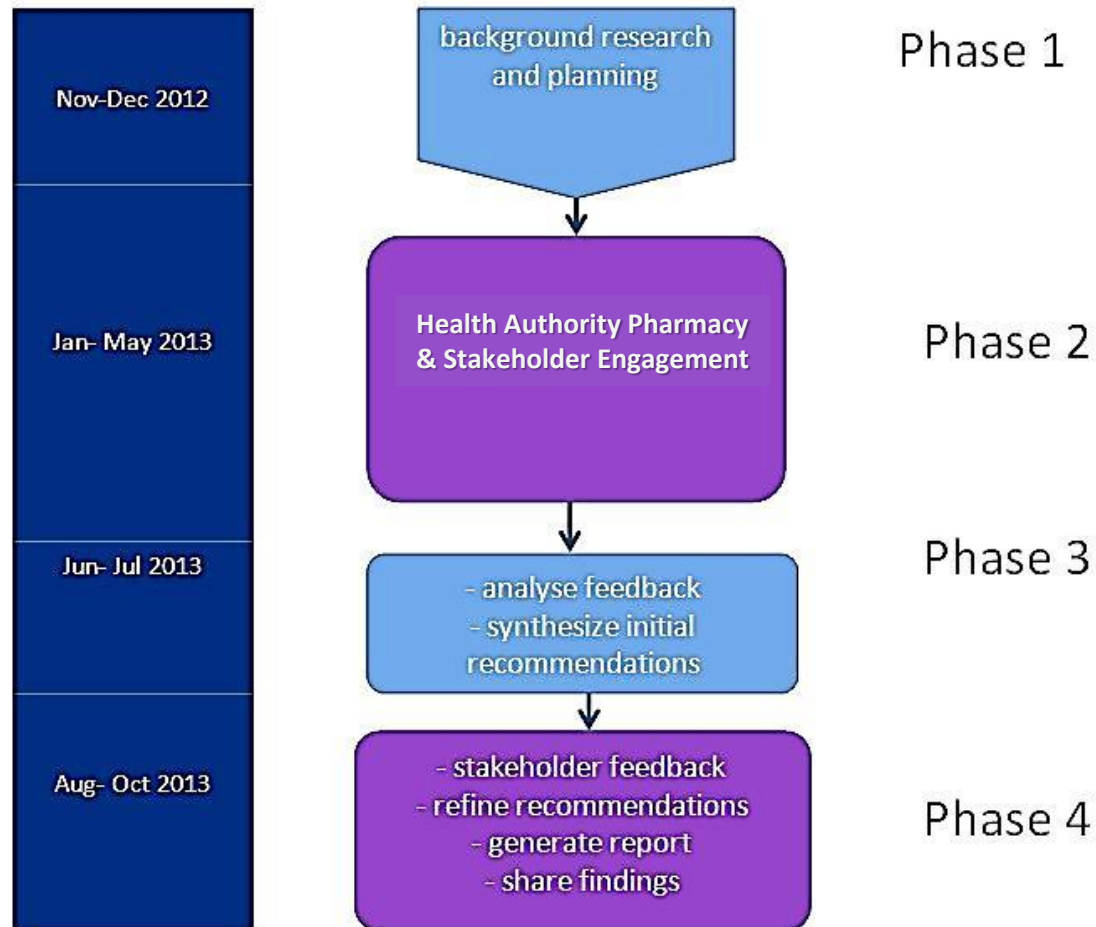 Nov-Dec 2012
background research
and planning
Phase 1
Jan- May 2013
Health Authority Pharmacy
& Stakeholder Engagement
Phase 2
Jun- Jul 2013
- analyse feedback
- synthesize initial
recommendations
Phase 3
Aug- Oct 2013
- stakeholder feedback
- refine recommendations
- generate report
- share findings
Phase 4